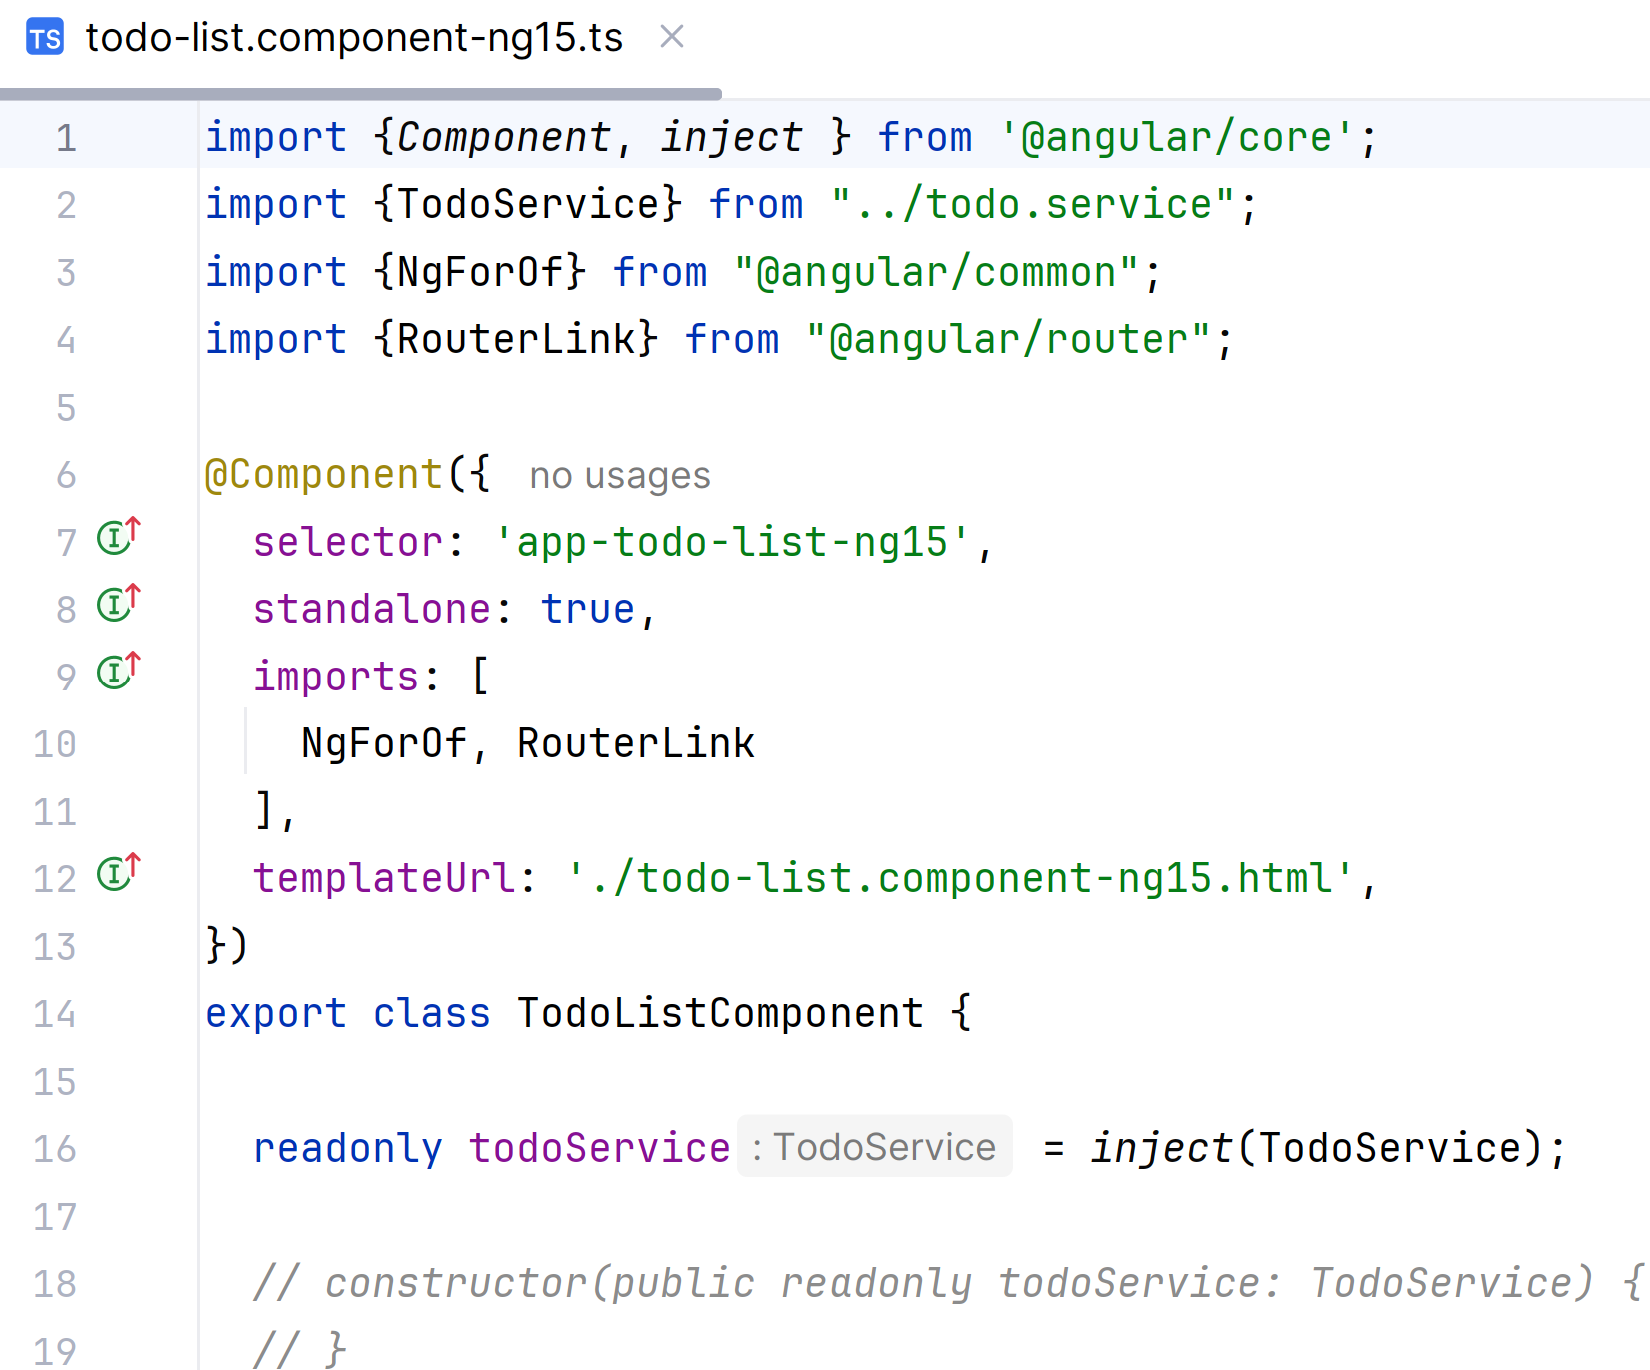 TS todo-list.component-ng15.ts
1 import {Component, inject } from '@angular/core';
2 import {TodoService} from "../todo.service";
3 import {NgForOf} from "@angular/common";
4 import {RouterLink} from "@angular/router";
5
6 @Component({ no usages
7 selector: 'app-todo-list-ng15',
8 standalone: true,
9 imports: [
10 NgForOf, RouterLink
11 ],
12 templateUrl: './todo-list.component-ng15.html',
13 })
14 export class TodoListComponent {
15
16 readonly todoService : TodoService = inject(TodoService);
17
18 // constructor(public readonly todoService: TodoService) {
19 // }